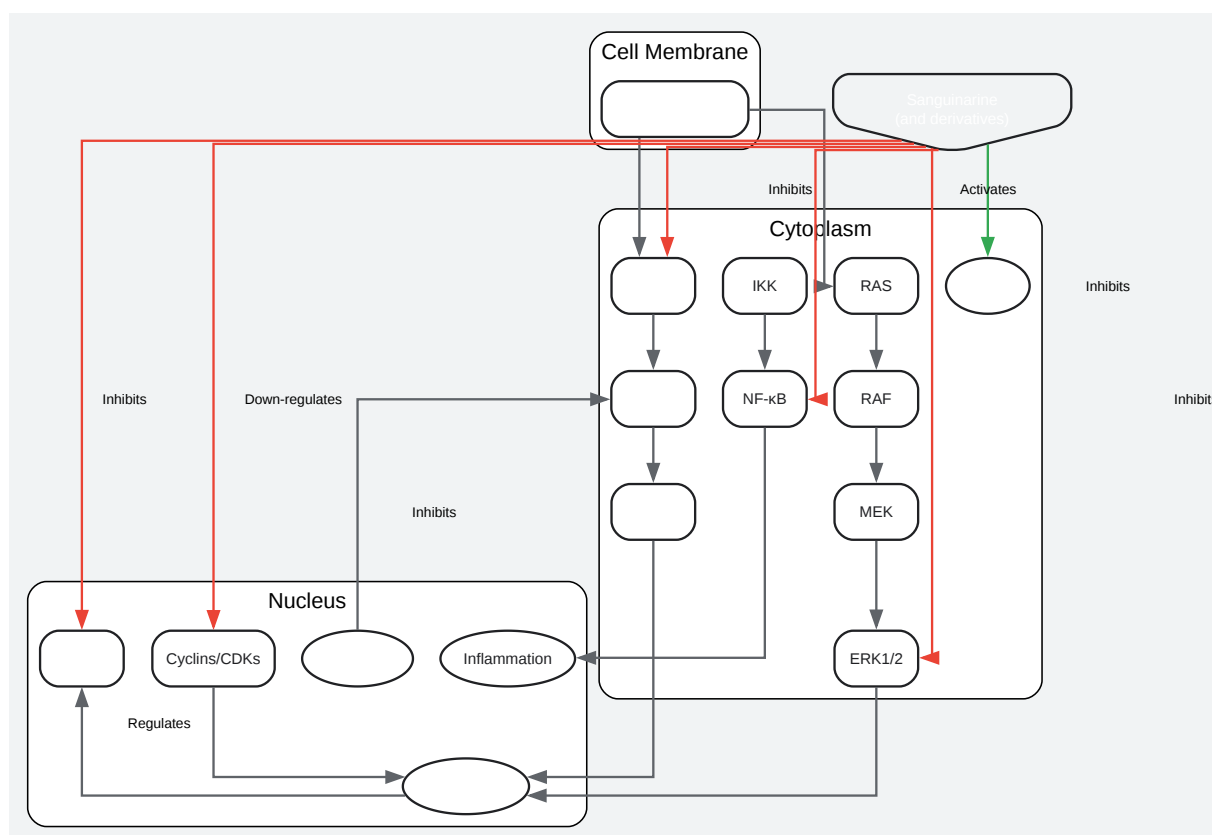 Cell Membrane
Sanguinarine
(and derivatives)
Inhibits
Activates
Cytoplasm
IKK
RAS
Inhibits
Inhibits
Down-regulates
NF-κB
RAF
Inhibit
Inhibits
MEK
Nucleus
Cyclins/CDKs
Inflammation
ERK1/2
Regulates